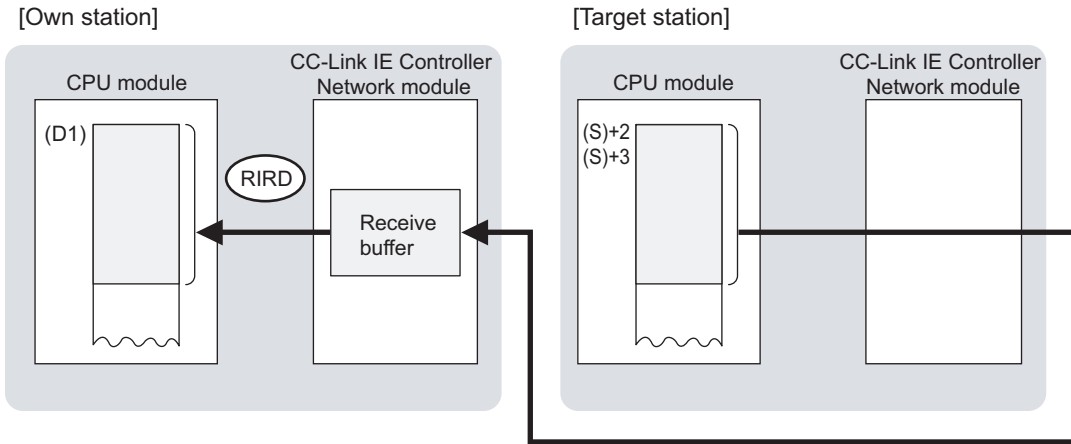 [Own station]
[Target station]
CPU module
CC-Link IE Controller
Network module
(D1)
RIRD
Receive
buffer
CPU module
CC-Link IE Controller
Network module
(S)+2
(S)+3